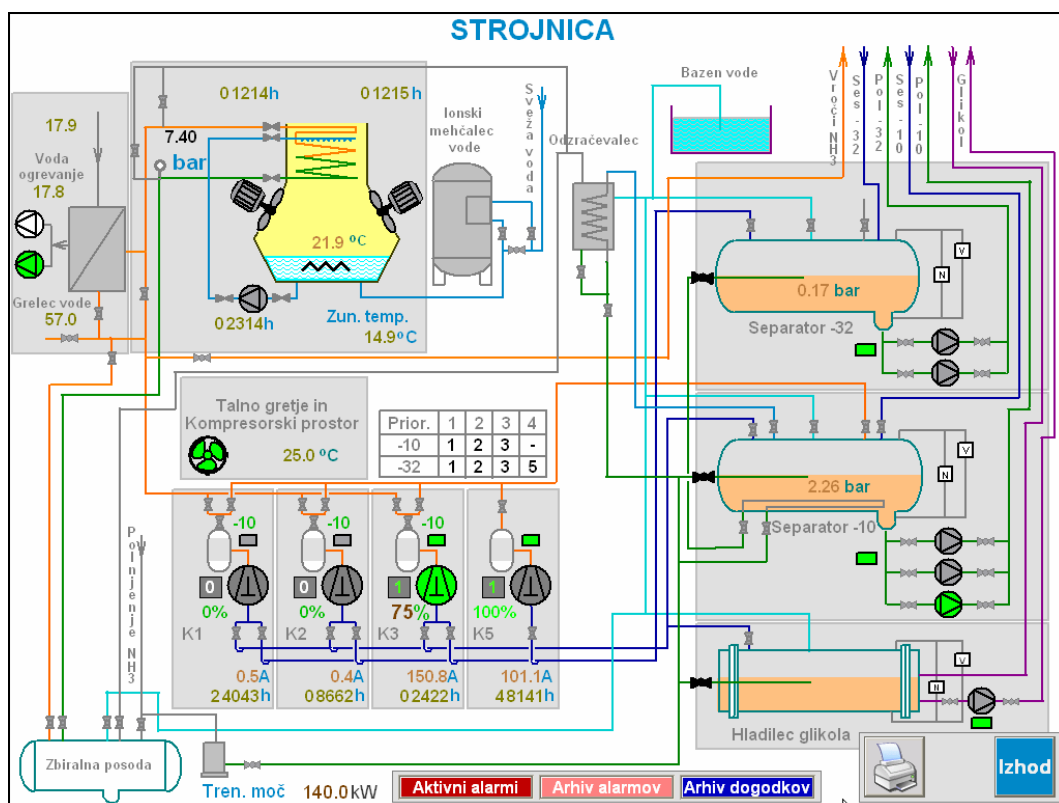 STROJNICA
01214h
01215h
Bazen vode
Vroči NH3
Ses -32
Pol -32
Ses -10
Pol -10
Glikol
17.9
7.40
bar
Voda
ogrevanje
17.8
Ionski
mehčalec
vode
Sveža voda
Odzračevalec
21.9 ºC
Grelec vode
57.0
02314h
Zun. temp.
14.9ºC
0.17 bar
V
N
Separator -32
Talno gretje in
Kompresorski prostor
25.0 ºC
Prior. 1 2 3 4
-10 1 2 3 -
-32 1 2 3 5
2.26 bar
V
N
Separator -10
-10
-10
-10
0
0
1
1
0%
0%
75%
100%
K1
K2
K3
K5
0.5A
0.4A
150.8A
101.1A
24043h
08662h
02422h
48141h
Polnjenje NH3
V
N
Hladilec glikola
Zbiralna posoda
Tren. moč 140.0kW
Aktivni alarmi
Arhiv alarmov
Arhiv dogodkov
Izhod